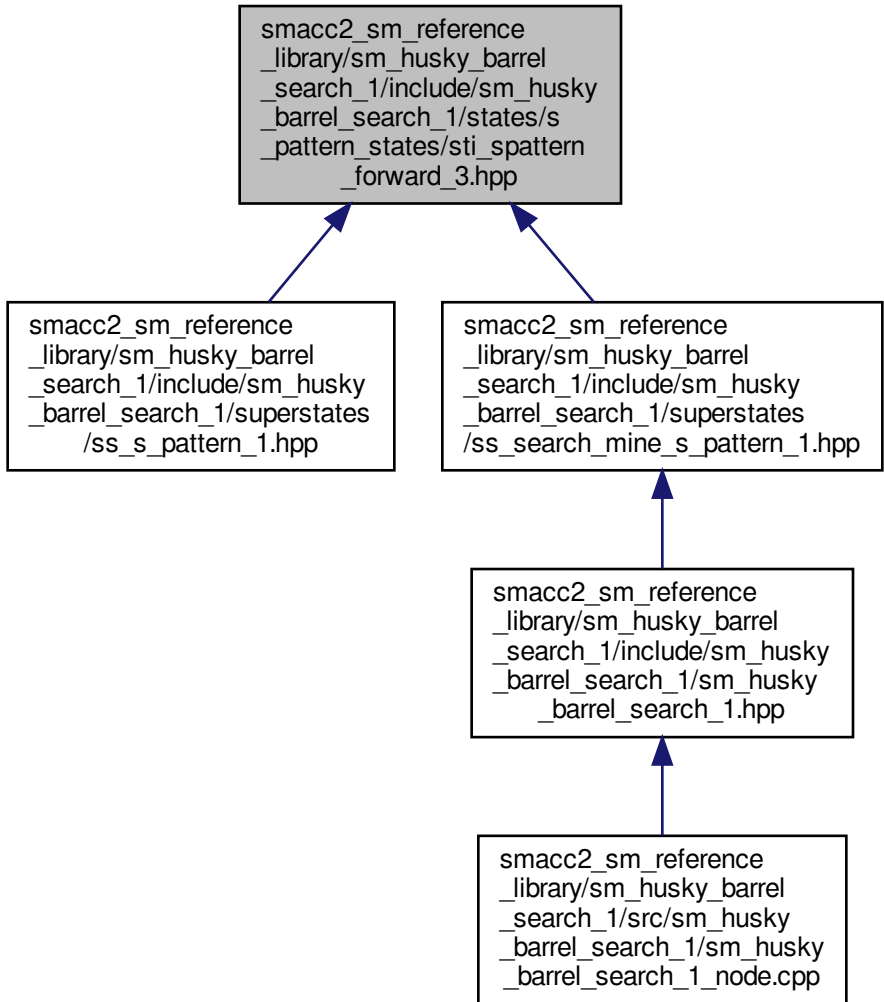 smacc2_sm_reference
_library/sm_husky_barrel
_search_1/include/sm_husky
_barrel_search_1/states/s
_pattern_states/sti_spattern
_forward_3.hpp
smacc2_sm_reference
_library/sm_husky_barrel
_search_1/include/sm_husky
_barrel_search_1/superstates
/ss_s_pattern_1.hpp
smacc2_sm_reference
_library/sm_husky_barrel
_search_1/include/sm_husky
_barrel_search_1/superstates
/ss_search_mine_s_pattern_1.hpp
smacc2_sm_reference
_library/sm_husky_barrel
_search_1/include/sm_husky
_barrel_search_1/sm_husky
_barrel_search_1.hpp
smacc2_sm_reference
_library/sm_husky_barrel
_search_1/src/sm_husky
_barrel_search_1/sm_husky
_barrel_search_1_node.cpp